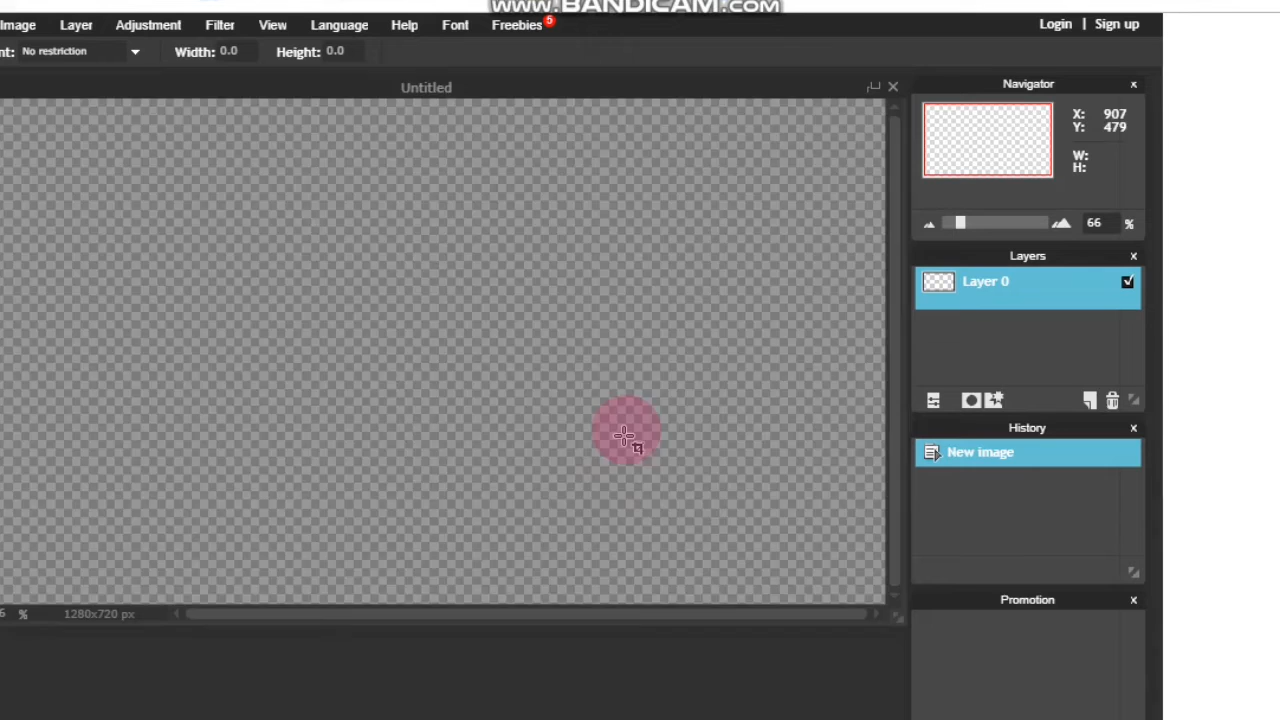 www.BANDICAM.com
Image Layer Adjustment Filter View Language Help Font Freebies 5 Login | Sign up
nt: No restriction Width: 0.0 Height: 0.0
Untitled
Navigator x
X: 907
Y: 479
W:
H:
66 %
Layers x
Layer 0
History x
New image
Promotion x
6 % 1280x720 px